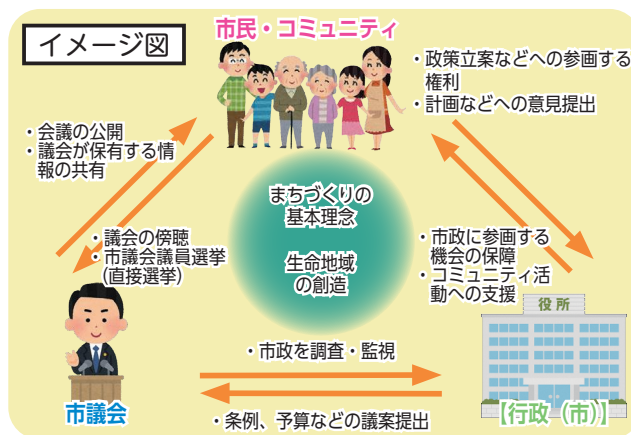 イメージ図
市民・コミュニティ
・政策立案などへの参画する
権利
・計画などへの意見提出
・会議の公開
・議会が保有する情
報の共有
まちづくりの
基本理念
生命地域
の創造
・議会の傍聴
・市議会議員選挙
(直接選挙)
・市政に参画する
機会の保障
・コミュニティ活
動への支援
役所
・市政を調査・監視
市議会
【行政（市）】
・条例、予算などの議案提出